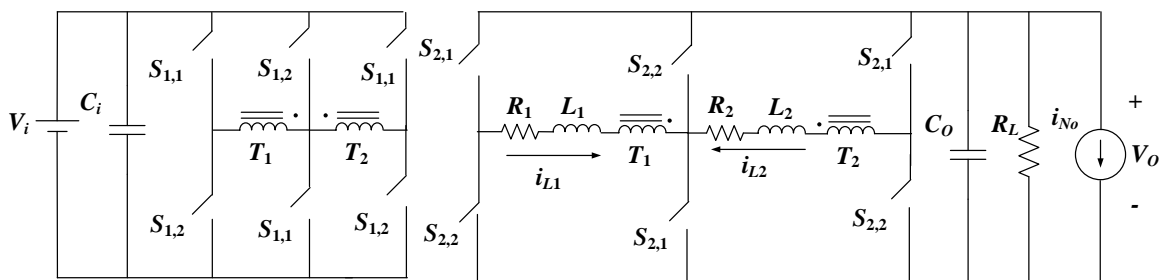 S1,1 S1,2 S1,1 S2,1 S2,2 S2,1
Vi Ci R1 L1 R2 L2 CO RL iNo + VO -
T1 T2 T1 T2
iL1 iL2
S1,2 S1,1 S1,2 S2,2 S2,1 S2,2